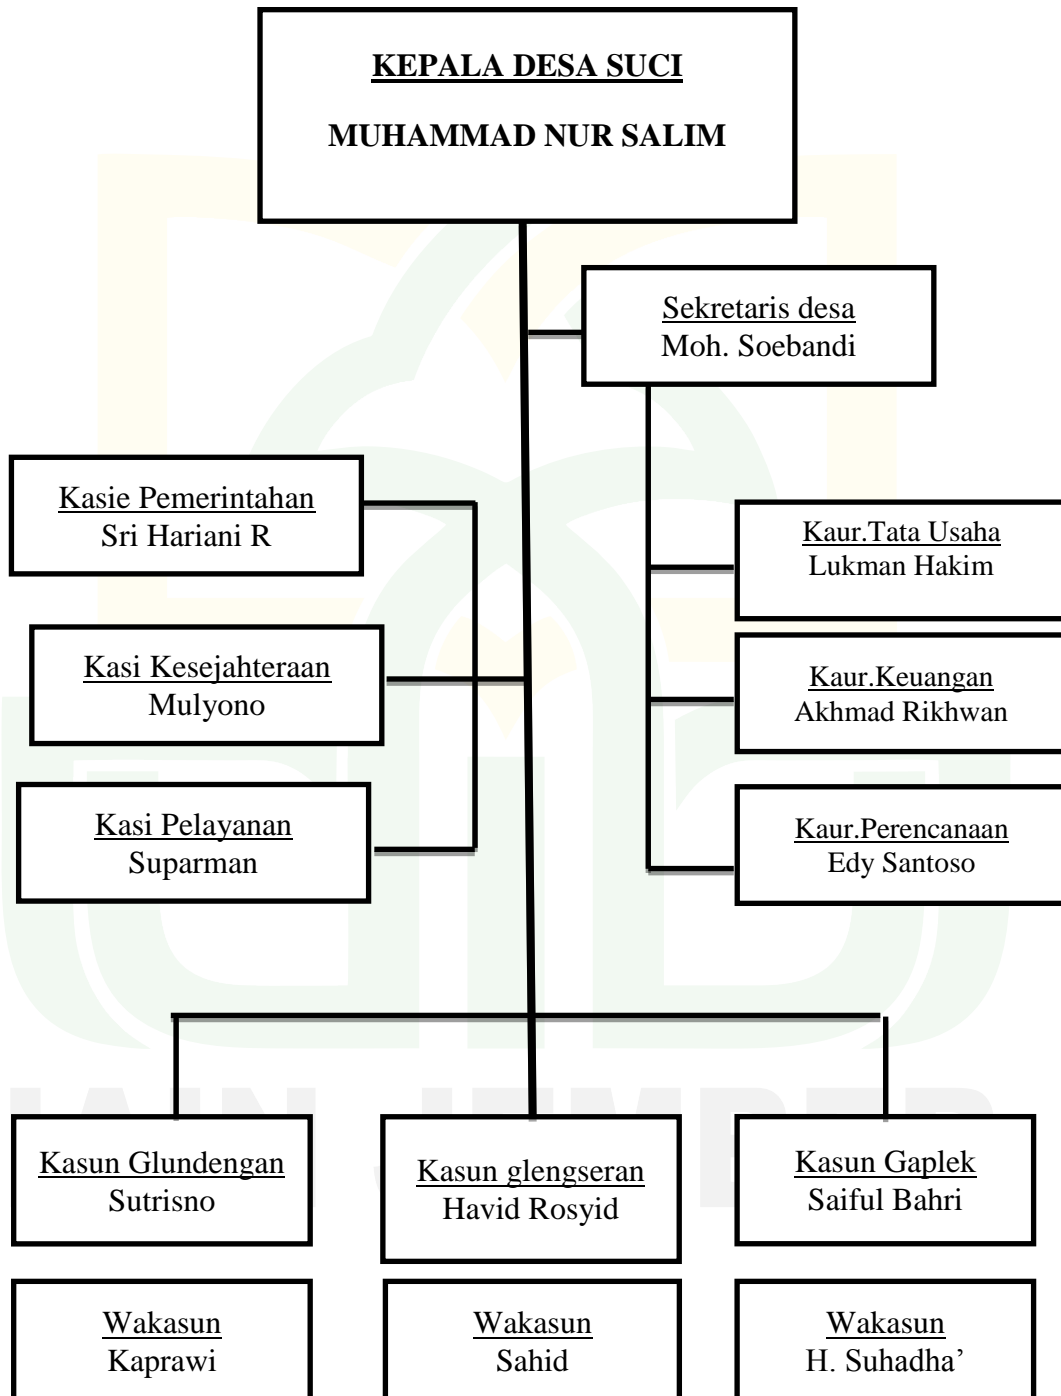 KEPALA DESA SUCI
MUHAMMAD NUR SALIM
Sekretaris desa
Moh. Soebandi
Kasie Pemerintahan
Sri Hariani R
Kaur.Tata Usaha
Lukman Hakim
Kasi Kesejahteraan
Mulyono
Kaur.Keuangan
Akhmad Rikhwan
Kasi Pelayanan
Suparman
Kaur.Perencanaan
Edy Santoso
IAIN JEMBER
Kasun Glundengan
Sutrisno
Kasun glengseran
Havid Rosyid
Kasun Gaplek
Saiful Bahri
Wakasun
Kaprawi
Wakasun
Sahid
Wakasun
H. Suhadha’